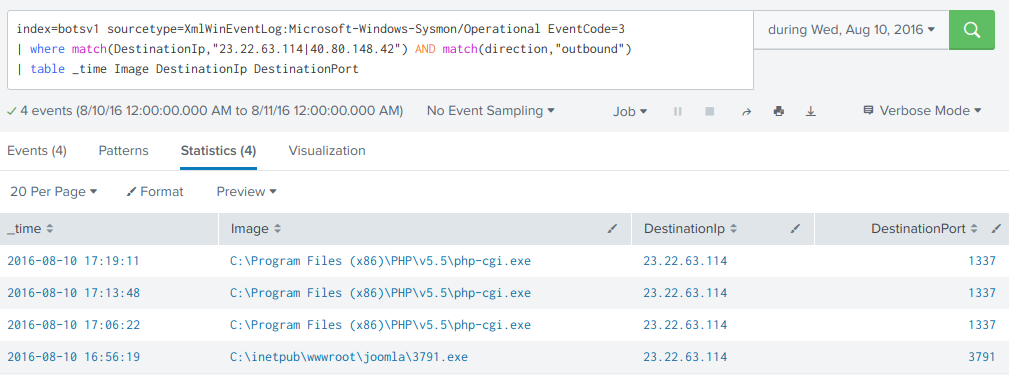 index=botsv1 sourcetype=XmlWinEventLog:Microsoft-Windows-Sysmon/Operational EventCode=3
| where match(DestinationIp,"23.22.63.114|40.80.148.42") AND match(direction,"outbound")
| table _time Image DestinationIp DestinationPort
during Wed, Aug 10, 2016
4 events (8/10/16 12:00:00.000 AM to 8/11/16 12:00:00.000 AM) No Event Sampling Job Verbose Mode
Events (4) Patterns Statistics (4) Visualization
20 Per Page Format Preview
_time Image DestinationIp DestinationPort
2016-08-10 17:19:11 C:\Program Files (x86)\PHP\v5.5\php-cgi.exe 23.22.63.114 1337
2016-08-10 17:13:48 C:\Program Files (x86)\PHP\v5.5\php-cgi.exe 23.22.63.114 1337
2016-08-10 17:06:22 C:\Program Files (x86)\PHP\v5.5\php-cgi.exe 23.22.63.114 1337
2016-08-10 16:56:19 C:\inetpub\wwwroot\joomla\3791.exe 23.22.63.114 3791